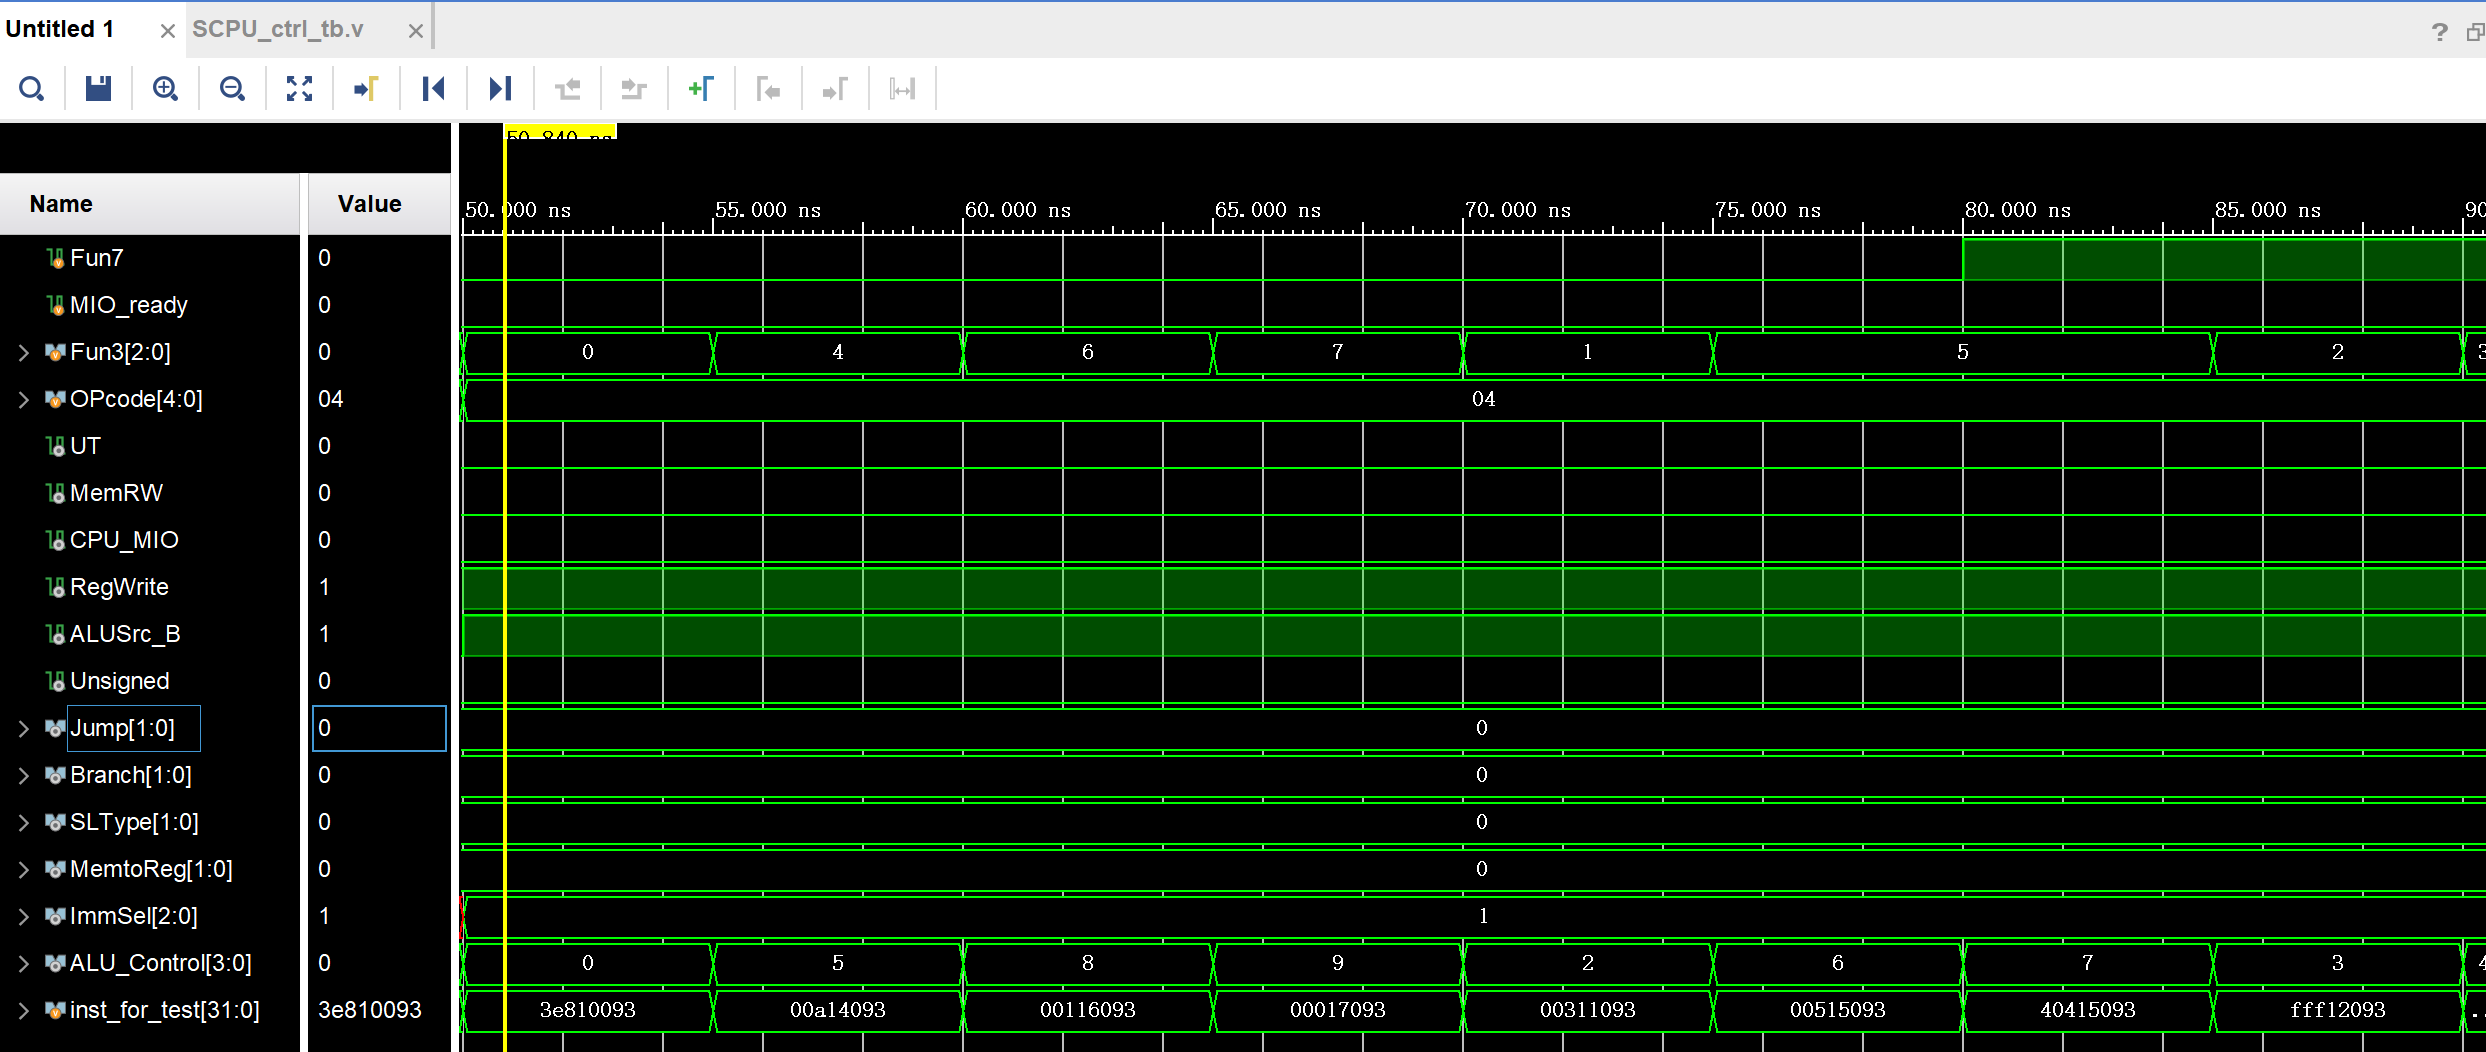 Untitled 1 SCPU_ctrl_tb.v ?
50.840 ns
Name Value
50.000 ns 55.000 ns 60.000 ns 65.000 ns 70.000 ns 75.000 ns 80.000 ns 85.000 ns 90
Fun7 0
MIO_ready 0
Fun3[2:0] 0 0 4 6 7 1 5 2 3
OPcode[4:0] 04 04
UT 0
MemRW 0
CPU_MIO 0
RegWrite 1
ALUSrc_B 1
Unsigned 0
Jump[1:0] 0 0
Branch[1:0] 0 0
SLType[1:0] 0 0
MemtoReg[1:0] 0 0
ImmSel[2:0] 1 1
ALU_Control[3:0] 0 0 5 8 9 2 6 7 3 4
inst_for_test[31:0] 3e810093 3e810093 00a14093 00116093 00017093 00311093 00515093 40415093 fff12093 ..